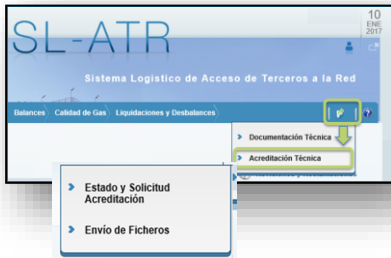 10
ENE
2017
SL-ATR
Sistema Logístico de Acceso de Terceros a la Red
Balances Calidad de Gas Liquidaciones y Desbalances
Documentación Técnica
Acreditación Técnica
Estado y Solicitud
Acreditación
Envío de Ficheros